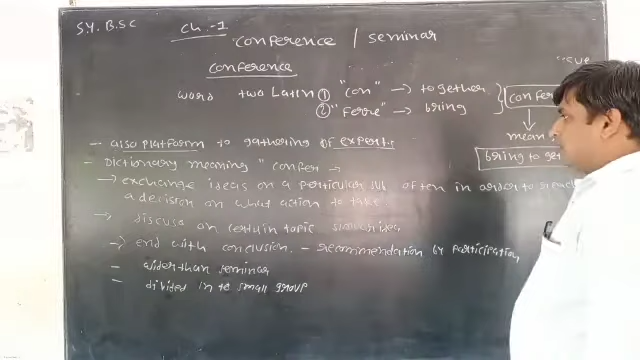 S.Y. B.SC
Ch.-1
Conference / Seminar
Conference
word two Latin ① "Con" → together
② "Ferre" → bring
Confer
mean
bring to get
- also platform to gathering of expert.
- Dictionary meaning "Confer →
→ exchange ideas on a particular sub often in order to reach
a decision on what action to take.
→ discuss on certain topic
→ end with conclusion. - recommendation by participation,
- wider than seminar
- divided in to small group